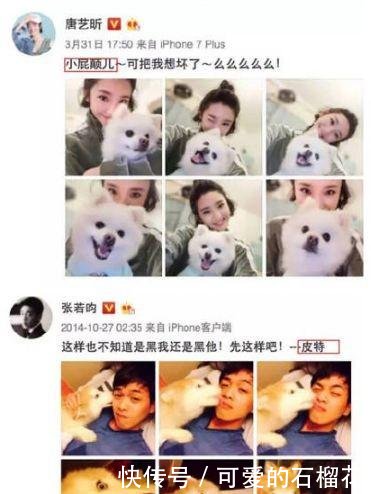 唐艺昕
3月31日 17:50 来自 iPhone 7 Plus
小屁颠儿～可把我想坏了～么么么么么！
张若昀
2014-10-27 02:35 来自 iPhone客户端
这样也不知道是黑我还是黑他！先这样吧！--皮特
快传号 / 可爱的石榴花